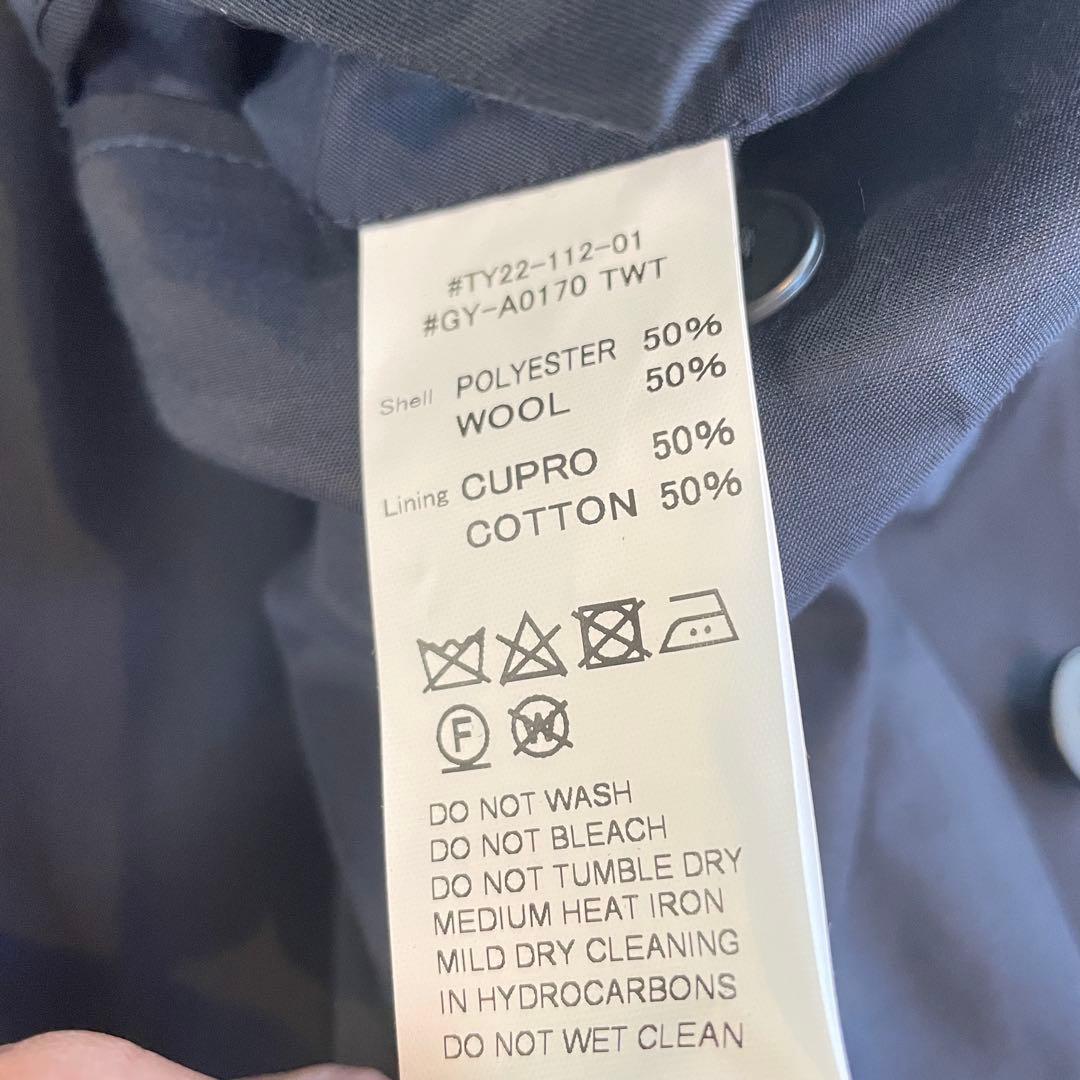 #TY22-112-01
#GY-A0170 TWT
Shell POLYESTER 50%
WOOL 50%
Lining CUPRO 50%
COTTON 50%
F W
DO NOT WASH
DO NOT BLEACH
DO NOT TUMBLE DRY
MEDIUM HEAT IRON
MILD DRY CLEANING
IN HYDROCARBONS
DO NOT WET CLEAN